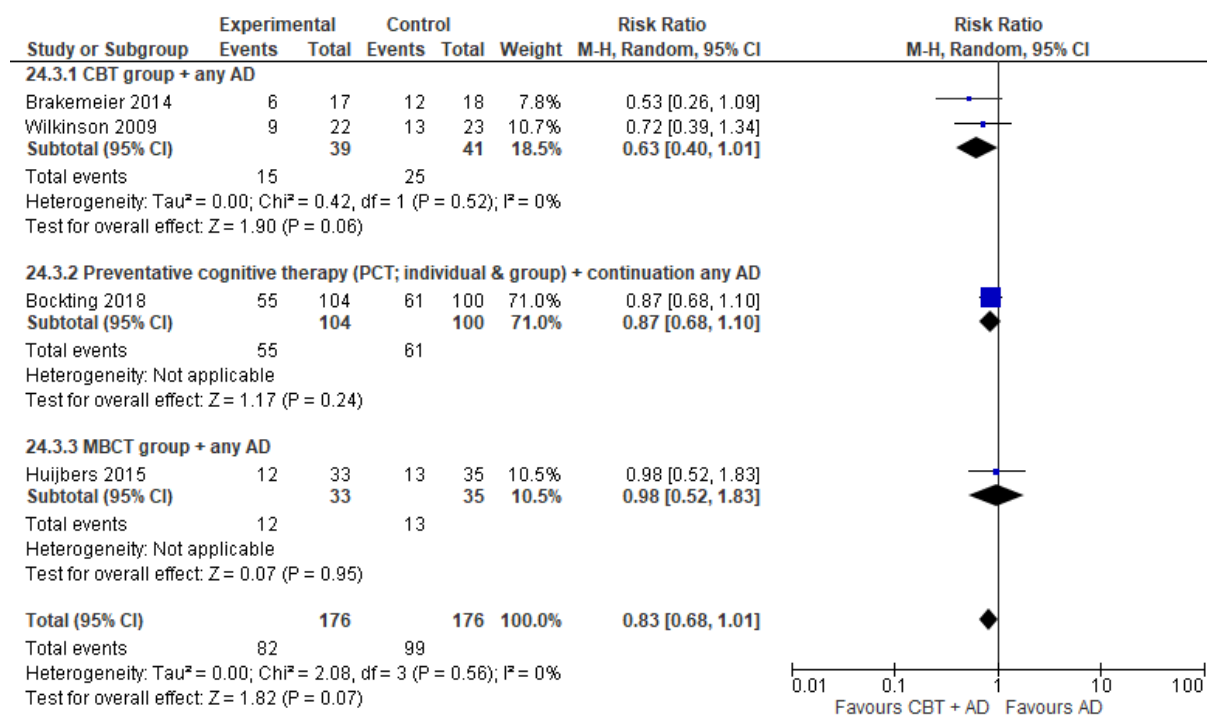 Experimental Control Risk Ratio Risk Ratio
Study or Subgroup Events Total Events Total Weight M-H, Random, 95% CI M-H, Random, 95% CI
24.3.1 CBT group + any AD
Brakemeier 2014 6 17 12 18 7.8% 0.53 [0.26, 1.09]
Wilkinson 2009 9 22 13 23 10.7% 0.72 [0.39, 1.34]
Subtotal (95% CI) 39 41 18.5% 0.63 [0.40, 1.01]
Total events 15 25
Heterogeneity: Tau² = 0.00; Chi² = 0.42, df = 1 (P = 0.52); I² = 0%
Test for overall effect: Z = 1.90 (P = 0.06)
24.3.2 Preventative cognitive therapy (PCT; individual & group) + continuation any AD
Bockting 2018 55 104 61 100 71.0% 0.87 [0.68, 1.10]
Subtotal (95% CI) 104 100 71.0% 0.87 [0.68, 1.10]
Total events 55 61
Heterogeneity: Not applicable
Test for overall effect: Z = 1.17 (P = 0.24)
24.3.3 MBCT group + any AD
Huijbers 2015 12 33 13 35 10.5% 0.98 [0.52, 1.83]
Subtotal (95% CI) 33 35 10.5% 0.98 [0.52, 1.83]
Total events 12 13
Heterogeneity: Not applicable
Test for overall effect: Z = 0.07 (P = 0.95)
Total (95% CI) 176 176 100.0% 0.83 [0.68, 1.01]
Total events 82 99
Heterogeneity: Tau² = 0.00; Chi² = 2.08, df = 3 (P = 0.56); I² = 0%
Test for overall effect: Z = 1.82 (P = 0.07)
0.01 0.1 1 10 100
Favours CBT + AD Favours AD